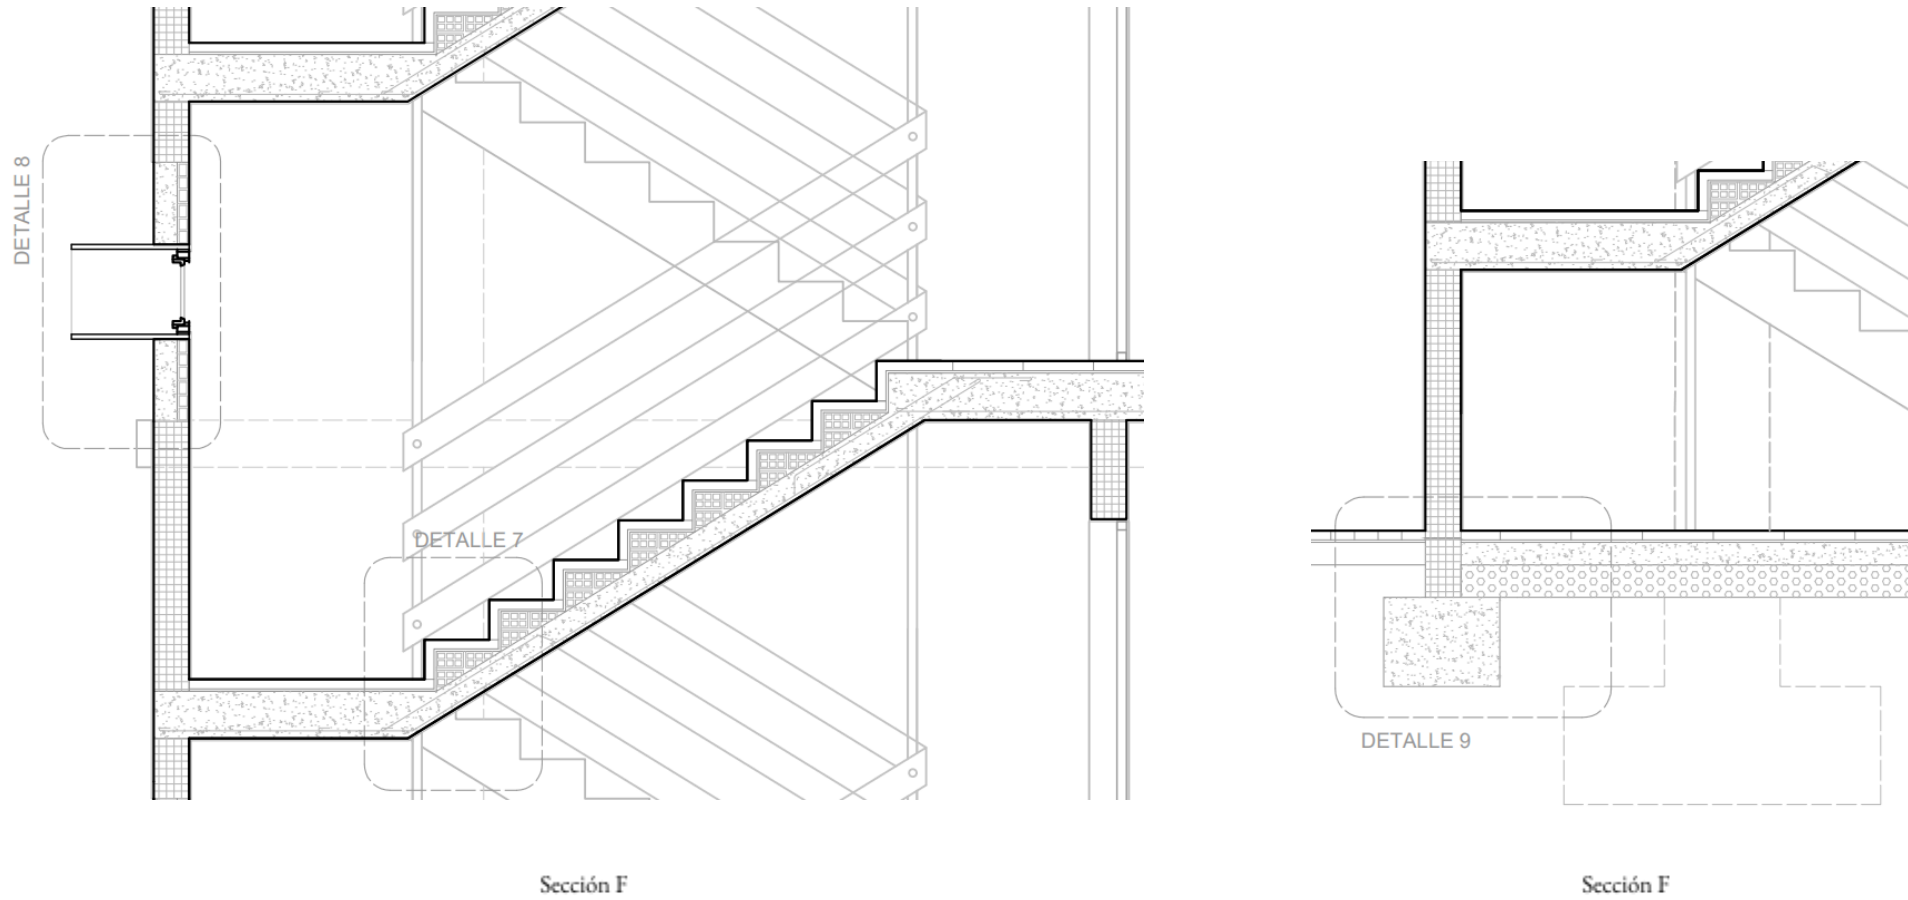 DETALLE 8
DETALLE 7
DETALLE 9
Sección F
Sección F